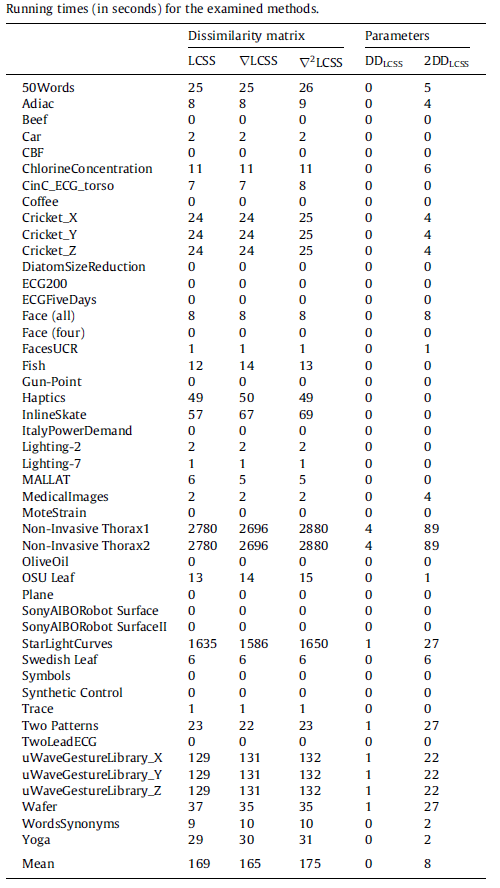 Running times (in seconds) for the examined methods.
Dissimilarity matrix Parameters
LCSS ∇LCSS ∇²LCSS DD_LCSS 2DD_LCSS
50Words 25 25 26 0 5
Adiac 8 8 9 0 4
Beef 0 0 0 0 0
Car 2 2 2 0 0
CBF 0 0 0 0 0
ChlorineConcentration 11 11 11 0 6
CinC_ECG_torso 7 7 8 0 0
Coffee 0 0 0 0 0
Cricket_X 24 24 25 0 4
Cricket_Y 24 24 25 0 4
Cricket_Z 24 24 25 0 4
DiatomSizeReduction 0 0 0 0 0
ECG200 0 0 0 0 0
ECGFiveDays 0 0 0 0 0
Face (all) 8 8 8 0 8
Face (four) 0 0 0 0 0
FacesUCR 1 1 1 0 1
Fish 12 14 13 0 0
Gun-Point 0 0 0 0 0
Haptics 49 50 49 0 0
InlineSkate 57 67 69 0 0
ItalyPowerDemand 0 0 0 0 0
Lighting-2 2 2 2 0 0
Lighting-7 1 1 1 0 0
MALLAT 6 5 5 0 0
MedicalImages 2 2 2 0 4
MoteStrain 0 0 0 0 0
Non-Invasive Thorax1 2780 2696 2880 4 89
Non-Invasive Thorax2 2780 2696 2880 4 89
OliveOil 0 0 0 0 0
OSU Leaf 13 14 15 0 1
Plane 0 0 0 0 0
SonyAIBORobot Surface 0 0 0 0 0
SonyAIBORobot SurfaceII 0 0 0 0 0
StarLightCurves 1635 1586 1650 1 27
Swedish Leaf 6 6 6 0 6
Symbols 0 0 0 0 0
Synthetic Control 0 0 0 0 0
Trace 1 1 1 0 0
Two Patterns 23 22 23 1 27
TwoLeadECG 0 0 0 0 0
uWaveGestureLibrary_X 129 131 132 1 22
uWaveGestureLibrary_Y 129 131 132 1 22
uWaveGestureLibrary_Z 129 131 132 1 22
Wafer 37 35 35 1 27
WordsSynonyms 9 10 10 0 2
Yoga 29 30 31 0 2
Mean 169 165 175 0 8